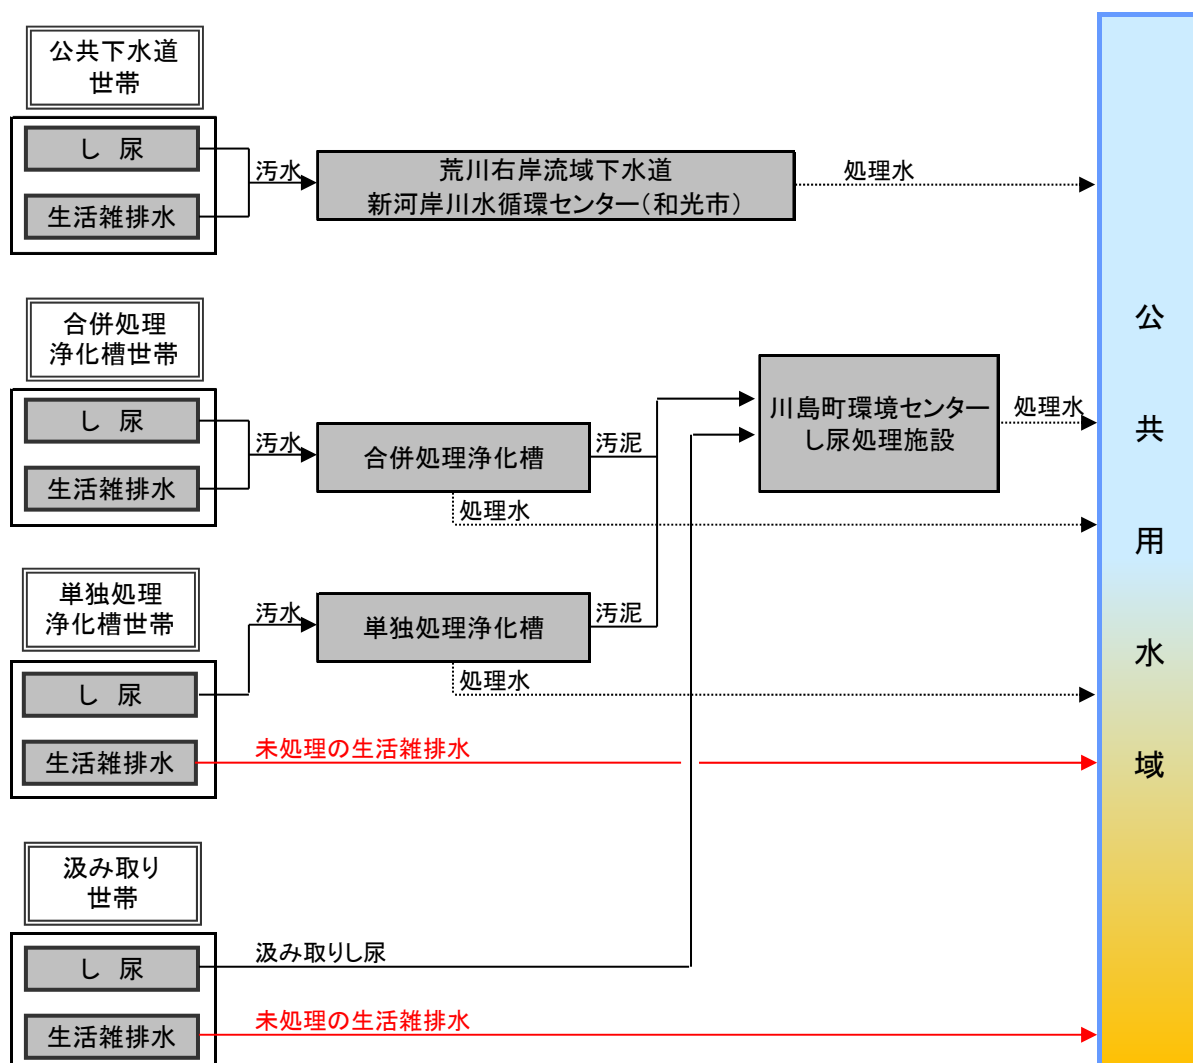 公共下水道
世帯
し 尿
生活雑排水
汚水
荒川右岸流域下水道
新河岸川水循環センター(和光市)
処理水
合併処理
浄化槽世帯
し 尿
生活雑排水
汚水
合併処理浄化槽
汚泥
処理水
川島町環境センター
し尿処理施設
処理水
単独処理
浄化槽世帯
し 尿
生活雑排水
汚水
単独処理浄化槽
汚泥
処理水
未処理の生活雑排水
汲み取り
世帯
し 尿
生活雑排水
汲み取りし尿
未処理の生活雑排水
公共用水域